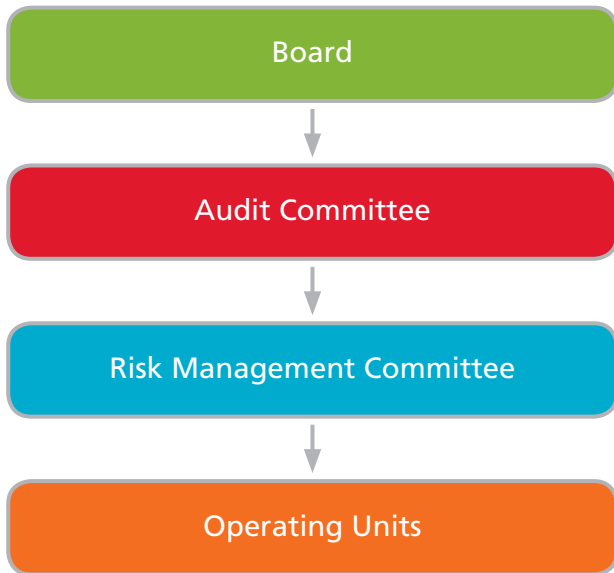 Board
Audit Committee
Risk Management Committee
Operating Units